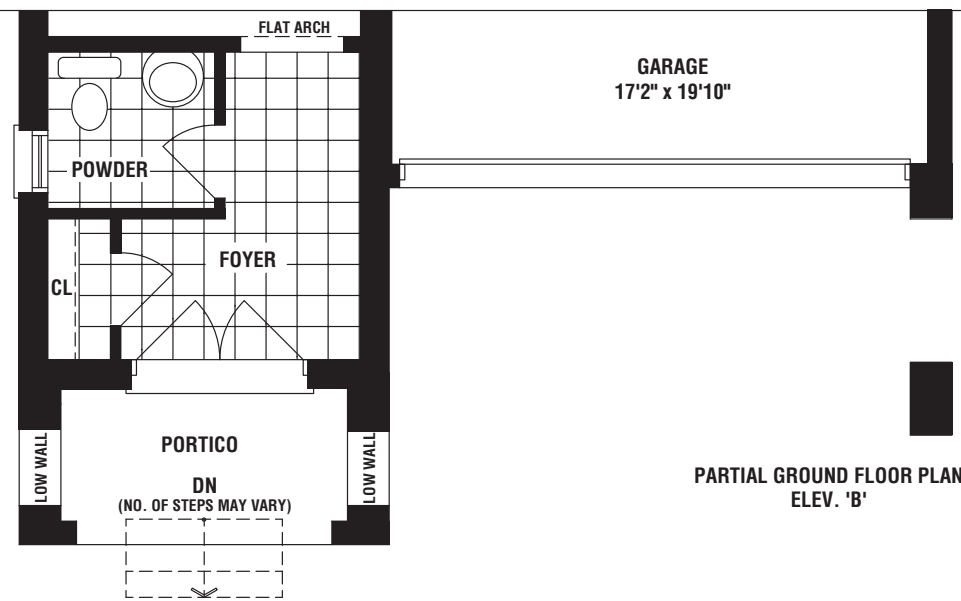 FLAT ARCH
GARAGE
17'2" x 19'10"
POWDER
FOYER
CL
PORTICO
LOW WALL
LOW WALL
DN
(NO. OF STEPS MAY VARY)
PARTIAL GROUND FLOOR PLAN
ELEV. 'B'